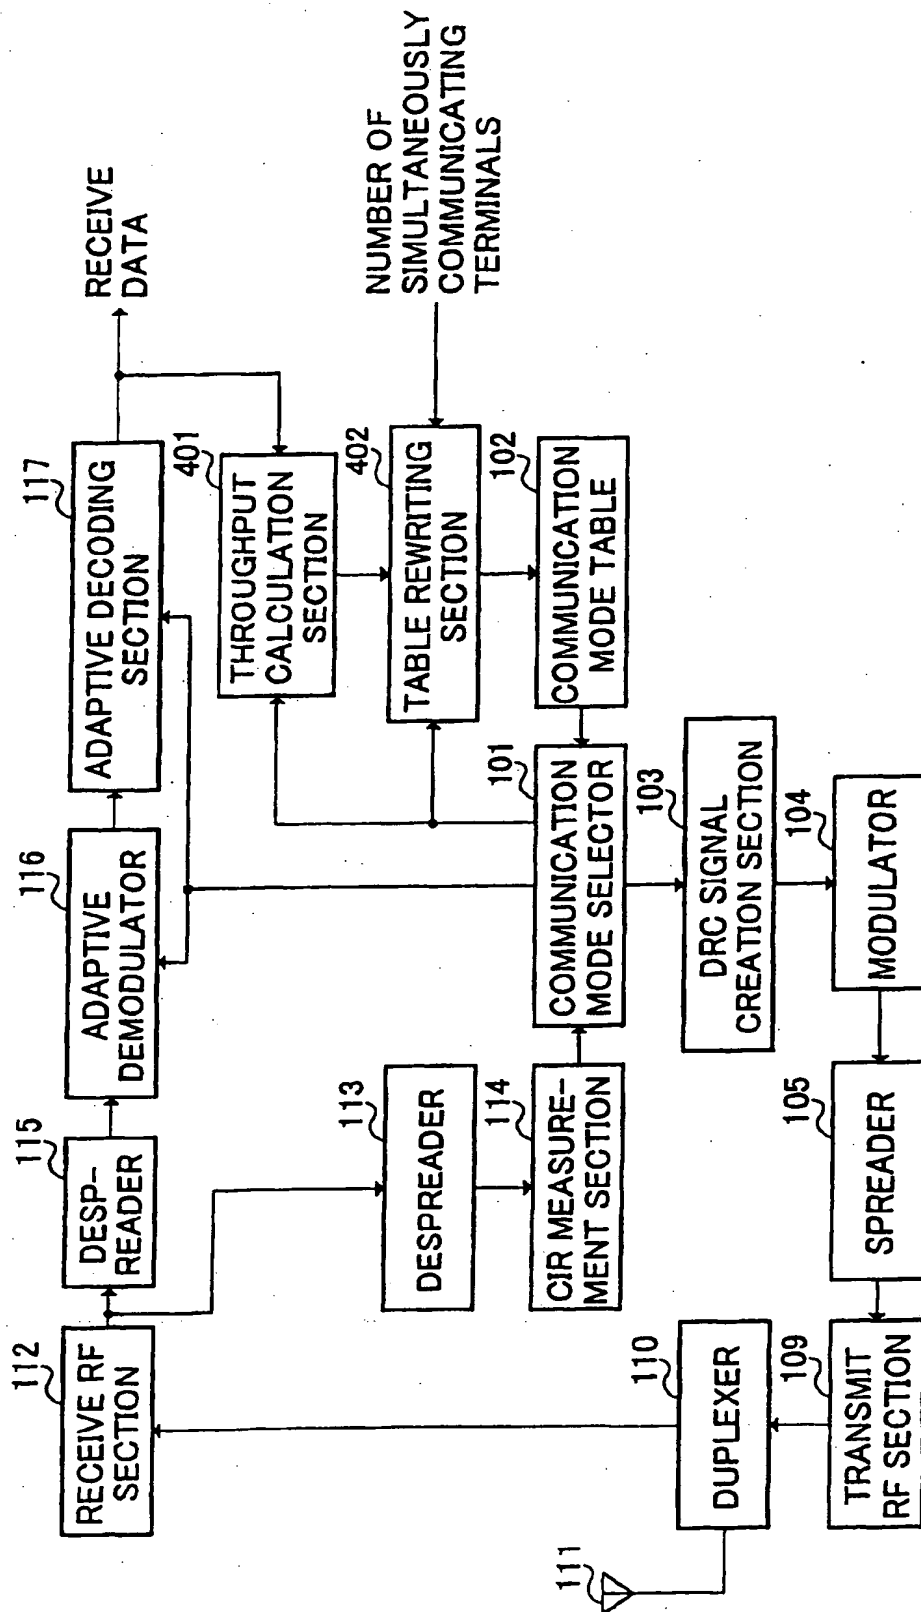 112
RECEIVE RF
SECTION
115
DESP-
READER
116
ADAPTIVE
DEMODULATOR
117
ADAPTIVE DECODING
SECTION
RECEIVE
DATA
401
THROUGHPUT
CALCULATION
SECTION
402
TABLE REWRITING
SECTION
NUMBER OF
SIMULTANEOUSLY
COMMUNICATING
TERMINALS
113
DESPREADER
114
CIR MEASURE-
MENT SECTION
101
COMMUNICATION
MODE SELECTOR
102
COMMUNICATION
MODE TABLE
103
DRC SIGNAL
CREATION SECTION
111
110
DUPLEXER
109
TRANSMIT
RF SECTION
105
SPREADER
104
MODULATOR